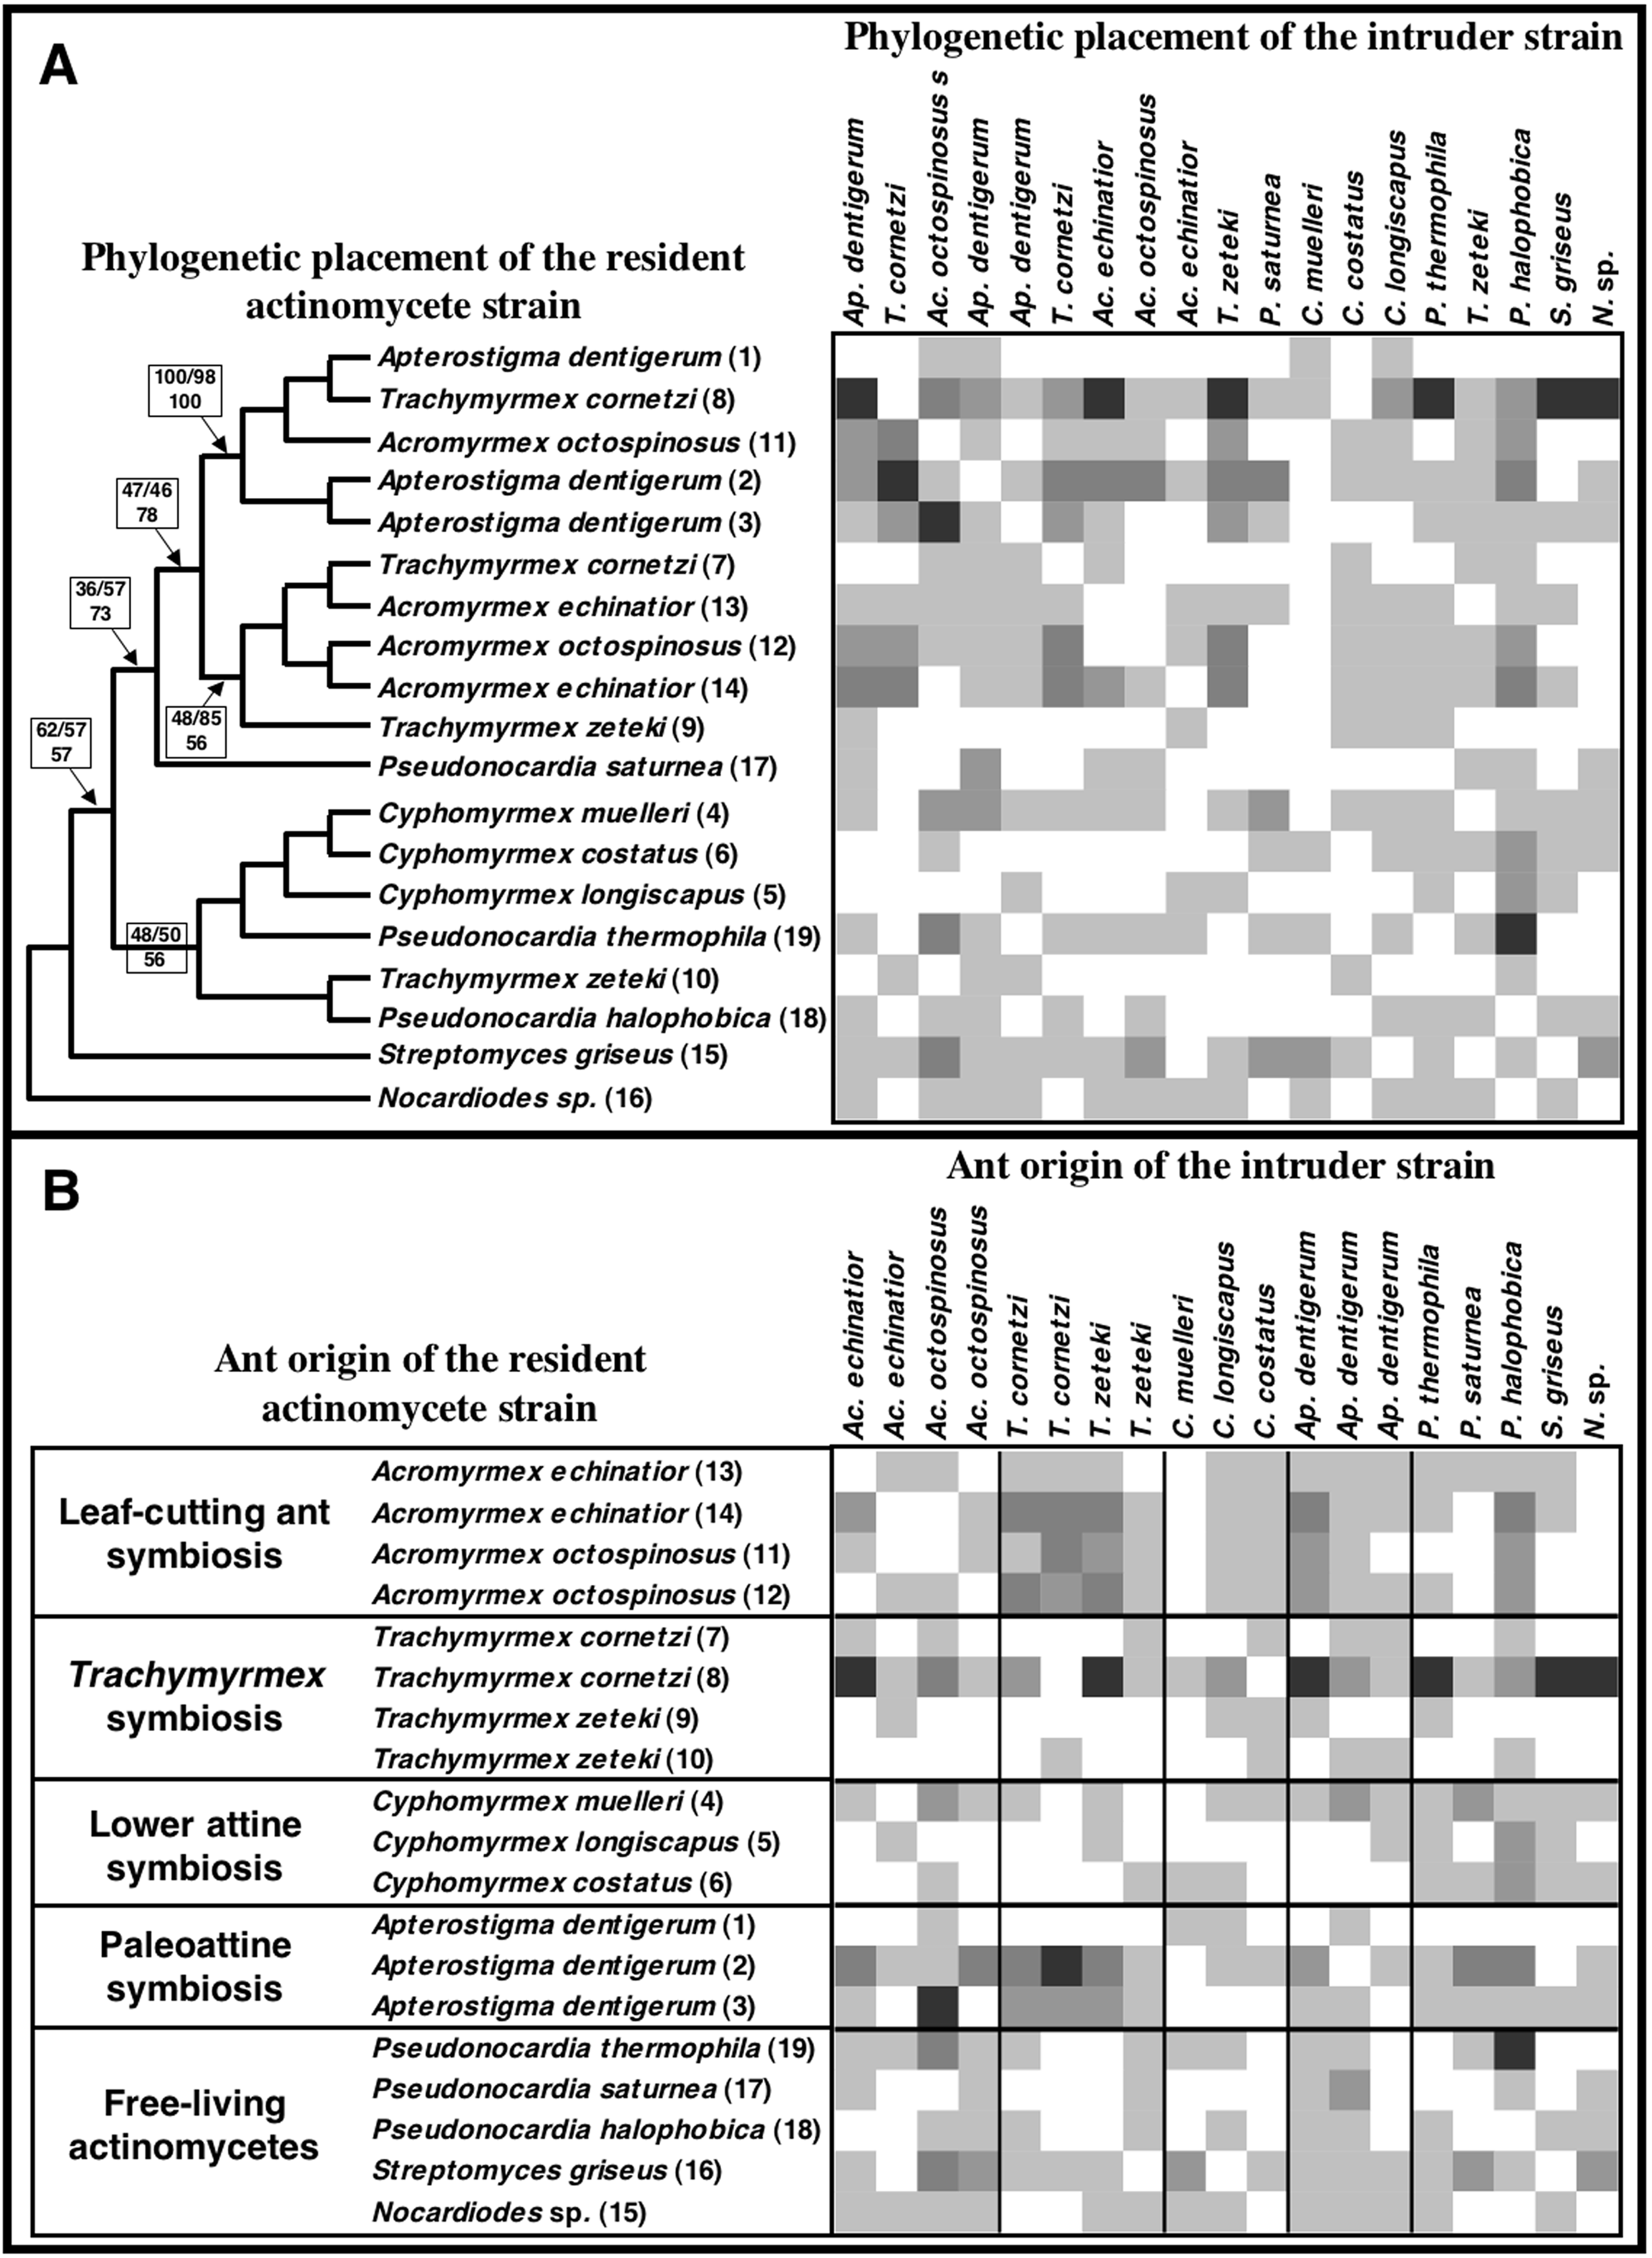 A
Phylogenetic placement of the intruder strain
Ap. dentigerum
T. cornetzi
Ac. octospinosus s
Ap. dentigerum
Ap. dentigerum
T. cornetzi
Ac. echinatior
Ac. octospinosus
Ac. echinatior
T. zeteki
P. saturnea
C. muelleri
C. costatus
C. longiscapus
P. thermophila
T. zeteki
P. halophobica
S. griseus
N. sp.
Phylogenetic placement of the resident
actinomycete strain
100/98
100
47/46
78
36/57
73
62/57
57
48/85
56
48/50
56
Apterostigma dentigerum (1)
Trachymyrmex cornetzi (8)
Acromyrmex octospinosus (11)
Apterostigma dentigerum (2)
Apterostigma dentigerum (3)
Trachymyrmex cornetzi (7)
Acromyrmex echinatior (13)
Acromyrmex octospinosus (12)
Acromyrmex echinatior (14)
Trachymyrmex zeteki (9)
Pseudonocardia saturnea (17)
Cyphomyrmex muelleri (4)
Cyphomyrmex costatus (6)
Cyphomyrmex longiscapus (5)
Pseudonocardia thermophila (19)
Trachymyrmex zeteki (10)
Pseudonocardia halophobica (18)
Streptomyces griseus (15)
Nocardiodes sp. (16)
B
Ant origin of the intruder strain
Ac. echinatior
Ac. echinatior
Ac. octospinosus
Ac. octospinosus
T. cornetzi
T. cornetzi
T. zeteki
T. zeteki
C. muelleri
C. longiscapus
C. costatus
Ap. dentigerum
Ap. dentigerum
Ap. dentigerum
P. thermophila
P. saturnea
P. halophobica
S. griseus
N. sp.
Ant origin of the resident
actinomycete strain
Leaf-cutting ant
symbiosis
Acromyrmex echinatior (13)
Acromyrmex echinatior (14)
Acromyrmex octospinosus (11)
Acromyrmex octospinosus (12)
Trachymyrmex
symbiosis
Trachymyrmex cornetzi (7)
Trachymyrmex cornetzi (8)
Trachymyrmex zeteki (9)
Trachymyrmex zeteki (10)
Lower attine
symbiosis
Cyphomyrmex muelleri (4)
Cyphomyrmex longiscapus (5)
Cyphomyrmex costatus (6)
Paleoattine
symbiosis
Apterostigma dentigerum (1)
Apterostigma dentigerum (2)
Apterostigma dentigerum (3)
Free-living
actinomycetes
Pseudonocardia thermophila (19)
Pseudonocardia saturnea (17)
Pseudonocardia halophobica (18)
Streptomyces griseus (16)
Nocardiodes sp. (15)